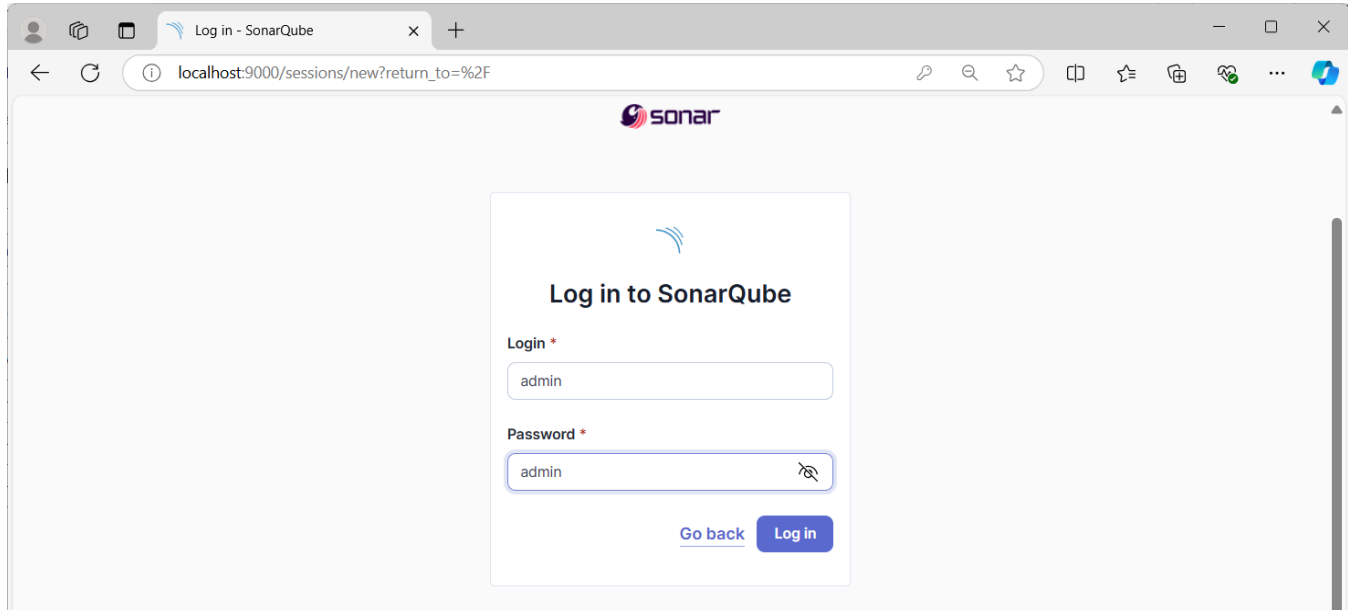 Log in - SonarQube
localhost:9000/sessions/new?return_to=%2F
sonar
Log in to SonarQube
Login *
admin
Password *
admin
Go back Log in